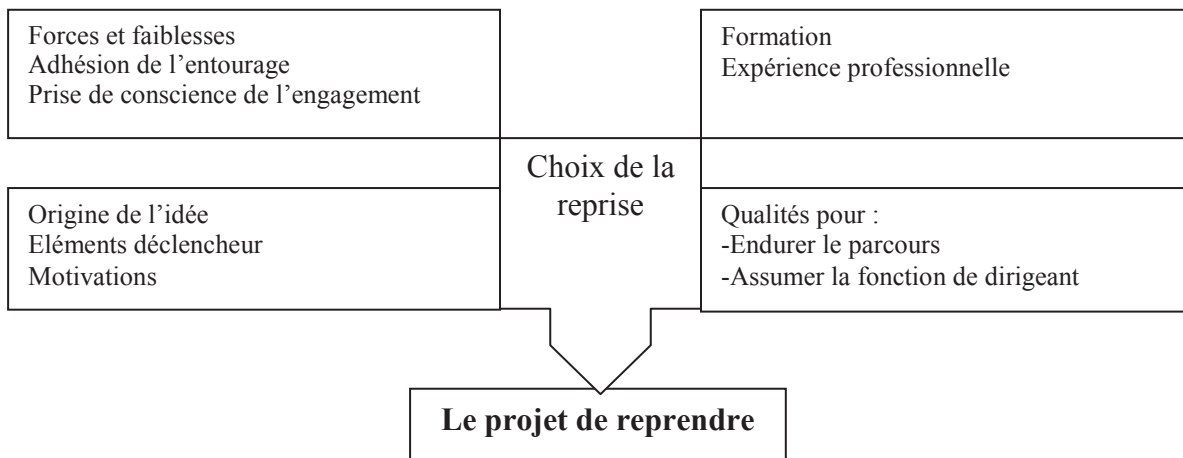 Forces et faiblesses
Adhésion de l’entourage
Prise de conscience de l’engagement
Formation
Expérience professionnelle
Choix de la
reprise
Origine de l’idée
Eléments déclencheur
Motivations
Qualités pour :
-Endurer le parcours
-Assumer la fonction de dirigeant
Le projet de reprendre